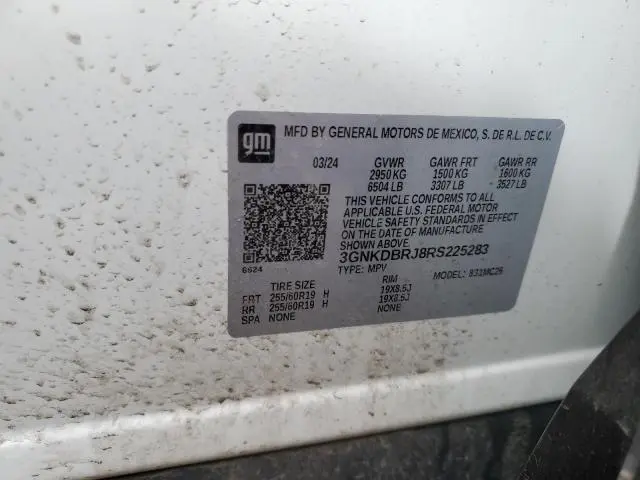 gm
MFD BY GENERAL MOTORS DE MEXICO, S. DE R.L. DE C.V.
03/24 GVWR GAWR FRT GAWR RR
2950 KG 1500 KG 1600 KG
6504 LB 3307 LB 3527 LB
THIS VEHICLE CONFORMS TO ALL
APPLICABLE U.S. FEDERAL MOTOR
VEHICLE SAFETY STANDARDS IN EFFECT
ON THE DATE OF MANUFACTURE
SHOWN ABOVE.
3GNKDBRJ8RS225283
6624
TYPE: MPV MODEL: 831MC26
TIRE SIZE RIM
FRT 255/60R19 H 19X8.5J
RR 255/60R19 H 19X8.5J
SPA NONE NONE